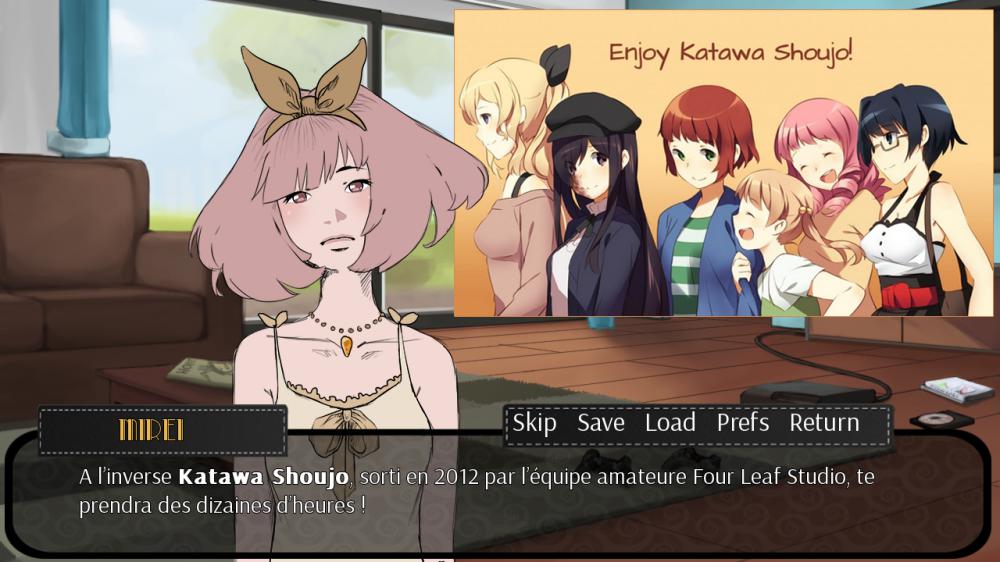 Enjoy Katawa Shoujo!
MIREI
Skip Save Load Prefs Return
A l'inverse Katawa Shoujo, sorti en 2012 par l'équipe amateure Four Leaf Studio, te
prendra des dizaines d'heures !